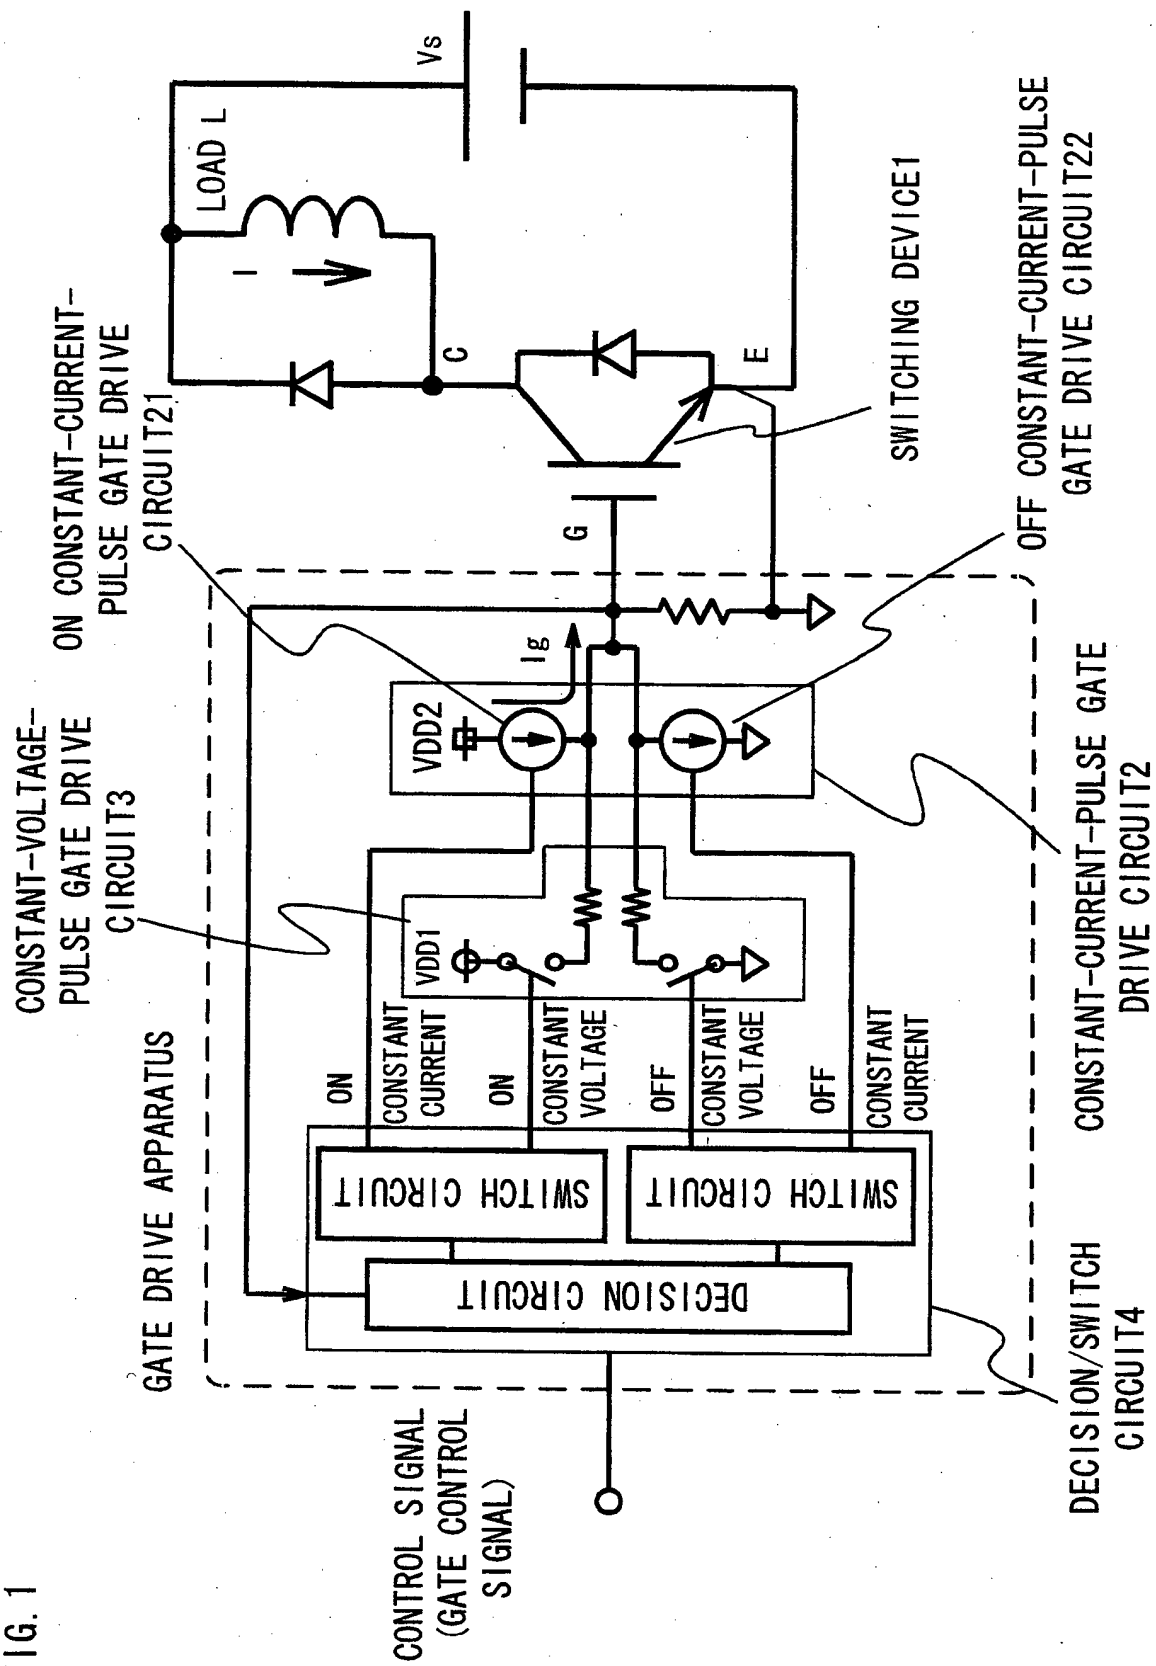 IG. 1
CONTROL SIGNAL
(GATE CONTROL
SIGNAL)
GATE DRIVE APPARATUS
CONSTANT-VOLTAGE-
PULSE GATE DRIVE
CIRCUIT3
ON CONSTANT-CURRENT-
PULSE GATE DRIVE
CIRCUIT21
DECISION CIRCUIT
SWITCH CIRCUIT
SWITCH CIRCUIT
ON
CONSTANT
CURRENT
ON
CONSTANT
VOLTAGE
OFF
CONSTANT
VOLTAGE
OFF
CONSTANT
CURRENT
VDD1
VDD2
Ig
G
C
E
I
LOAD L
Vs
SWITCHING DEVICE1
OFF CONSTANT-CURRENT-PULSE
GATE DRIVE CIRCUIT22
CONSTANT-CURRENT-PULSE GATE
DRIVE CIRCUIT2
DECISION/SWITCH
CIRCUIT4